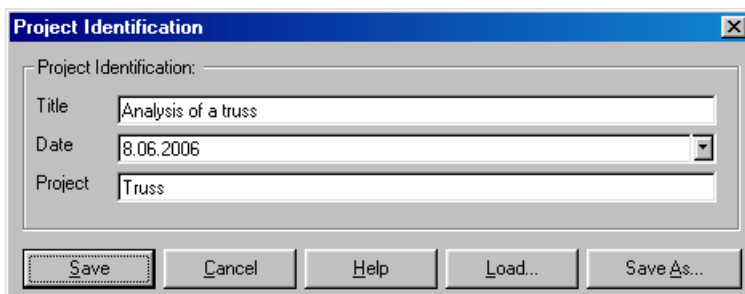 Project Identification
Project Identification:
Title Analysis of a truss
Date 8.06.2006
Project Truss
Save Cancel Help Load... Save As...